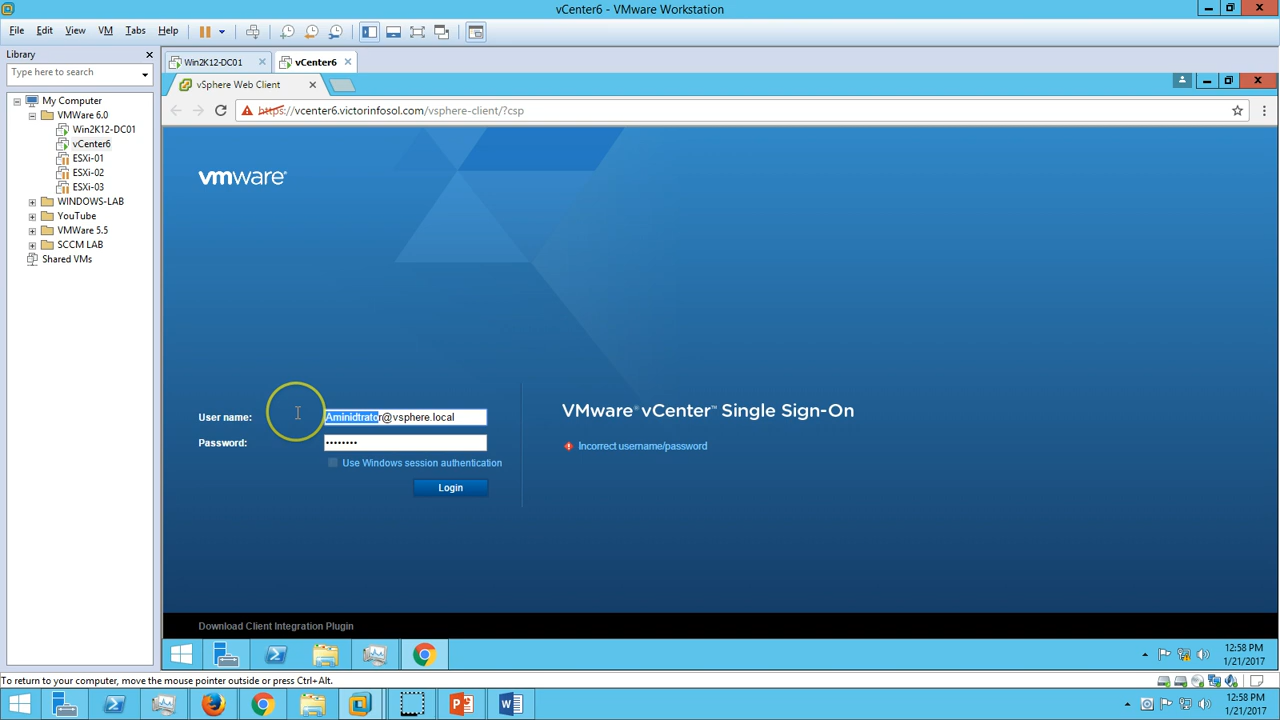 vCenter6 - VMware Workstation
File Edit View VM Tabs Help
Library
Type here to search
My Computer
VMWare 6.0
Win2K12-DC01
vCenter6
ESXi-01
ESXi-02
ESXi-03
WINDOWS-LAB
YouTube
VMWare 5.5
SCCM LAB
Shared VMs
Win2K12-DC01 vCenter6
vSphere Web Client
https://vcenter6.victorinfosol.com/vsphere-client/?csp
vmware
User name: Aminidtrator@vsphere.local
Password: ••••••••
Use Windows session authentication
Login
VMware® vCenter™ Single Sign-On
Incorrect username/password
Download Client Integration Plugin
12:58 PM
1/21/2017
To return to your computer, move the mouse pointer outside or press Ctrl+Alt.
12:58 PM
1/21/2017